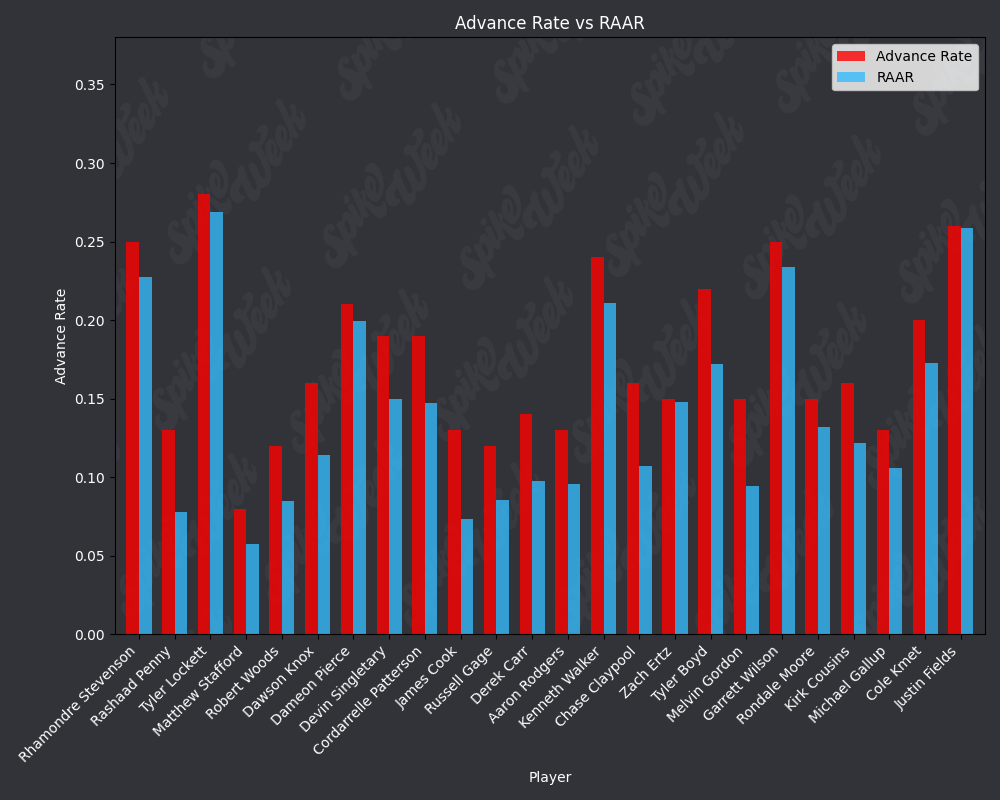 Advance Rate vs RAAR
Advance Rate
RAAR
0.35
0.30
0.25
0.20
0.15
0.10
0.05
0.00
Advance Rate
Rhamondre Stevenson
Rashaad Penny
Tyler Lockett
Matthew Stafford
Robert Woods
Dawson Knox
Dameon Pierce
Devin Singletary
Cordarrelle Patterson
James Cook
Russell Gage
Derek Carr
Aaron Rodgers
Kenneth Walker
Chase Claypool
Zach Ertz
Tyler Boyd
Melvin Gordon
Garrett Wilson
Rondale Moore
Kirk Cousins
Michael Gallup
Cole Kmet
Justin Fields
Player
Spike Week